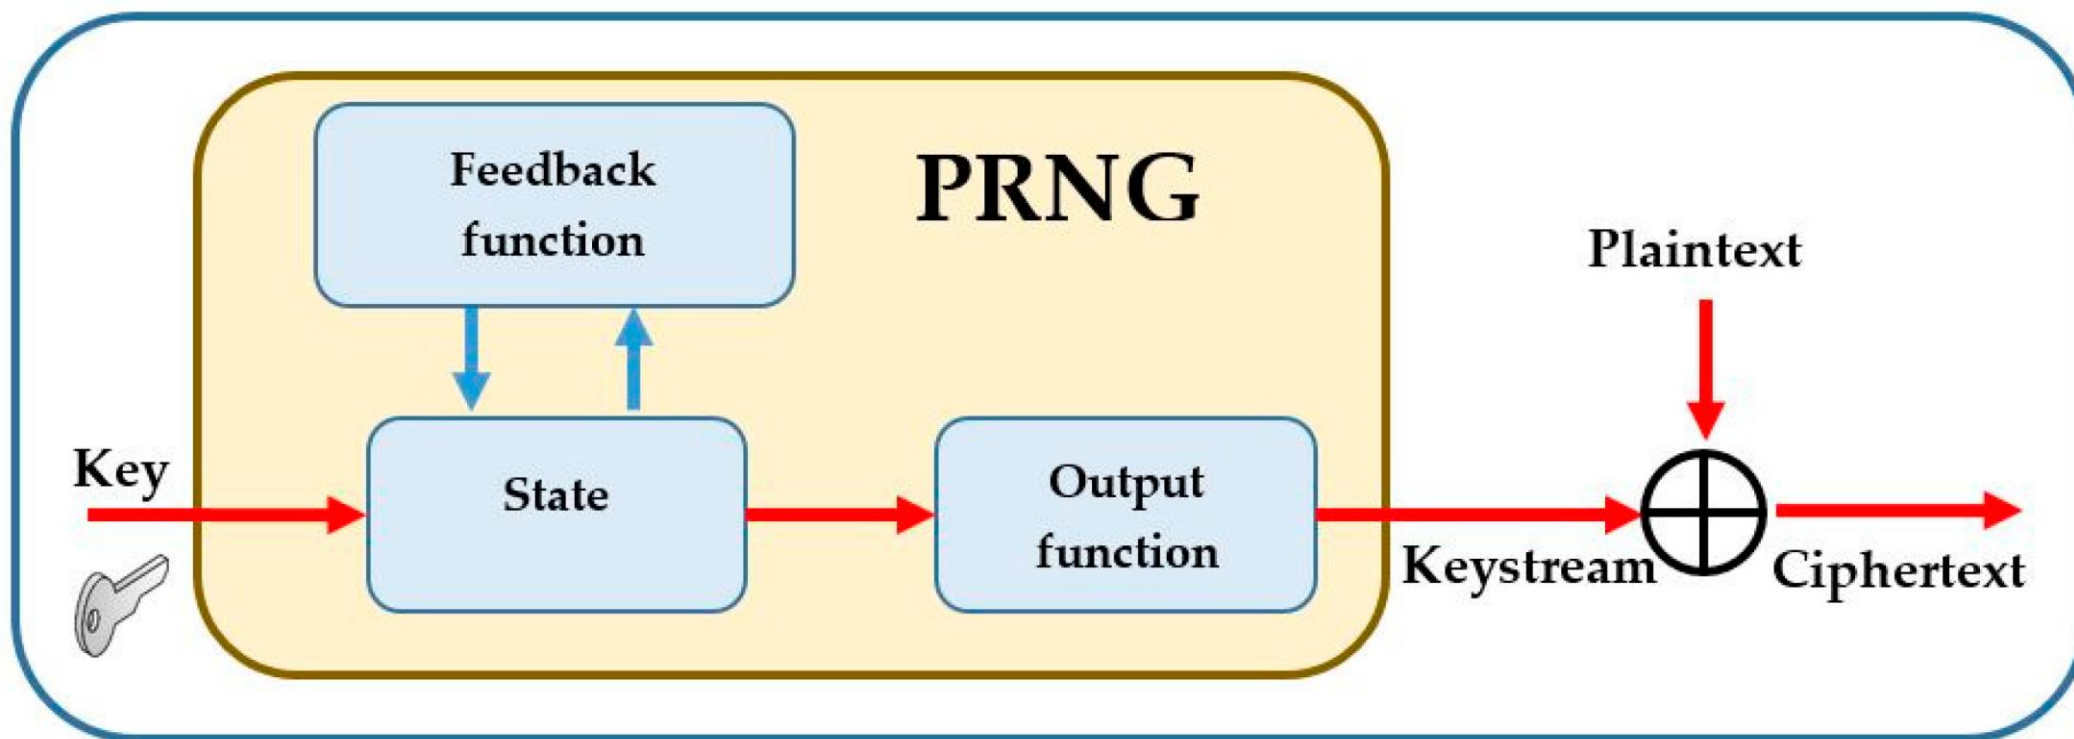 Feedback
function
PRNG
Plaintext
Key
State
Output
function
Keystream
Ciphertext